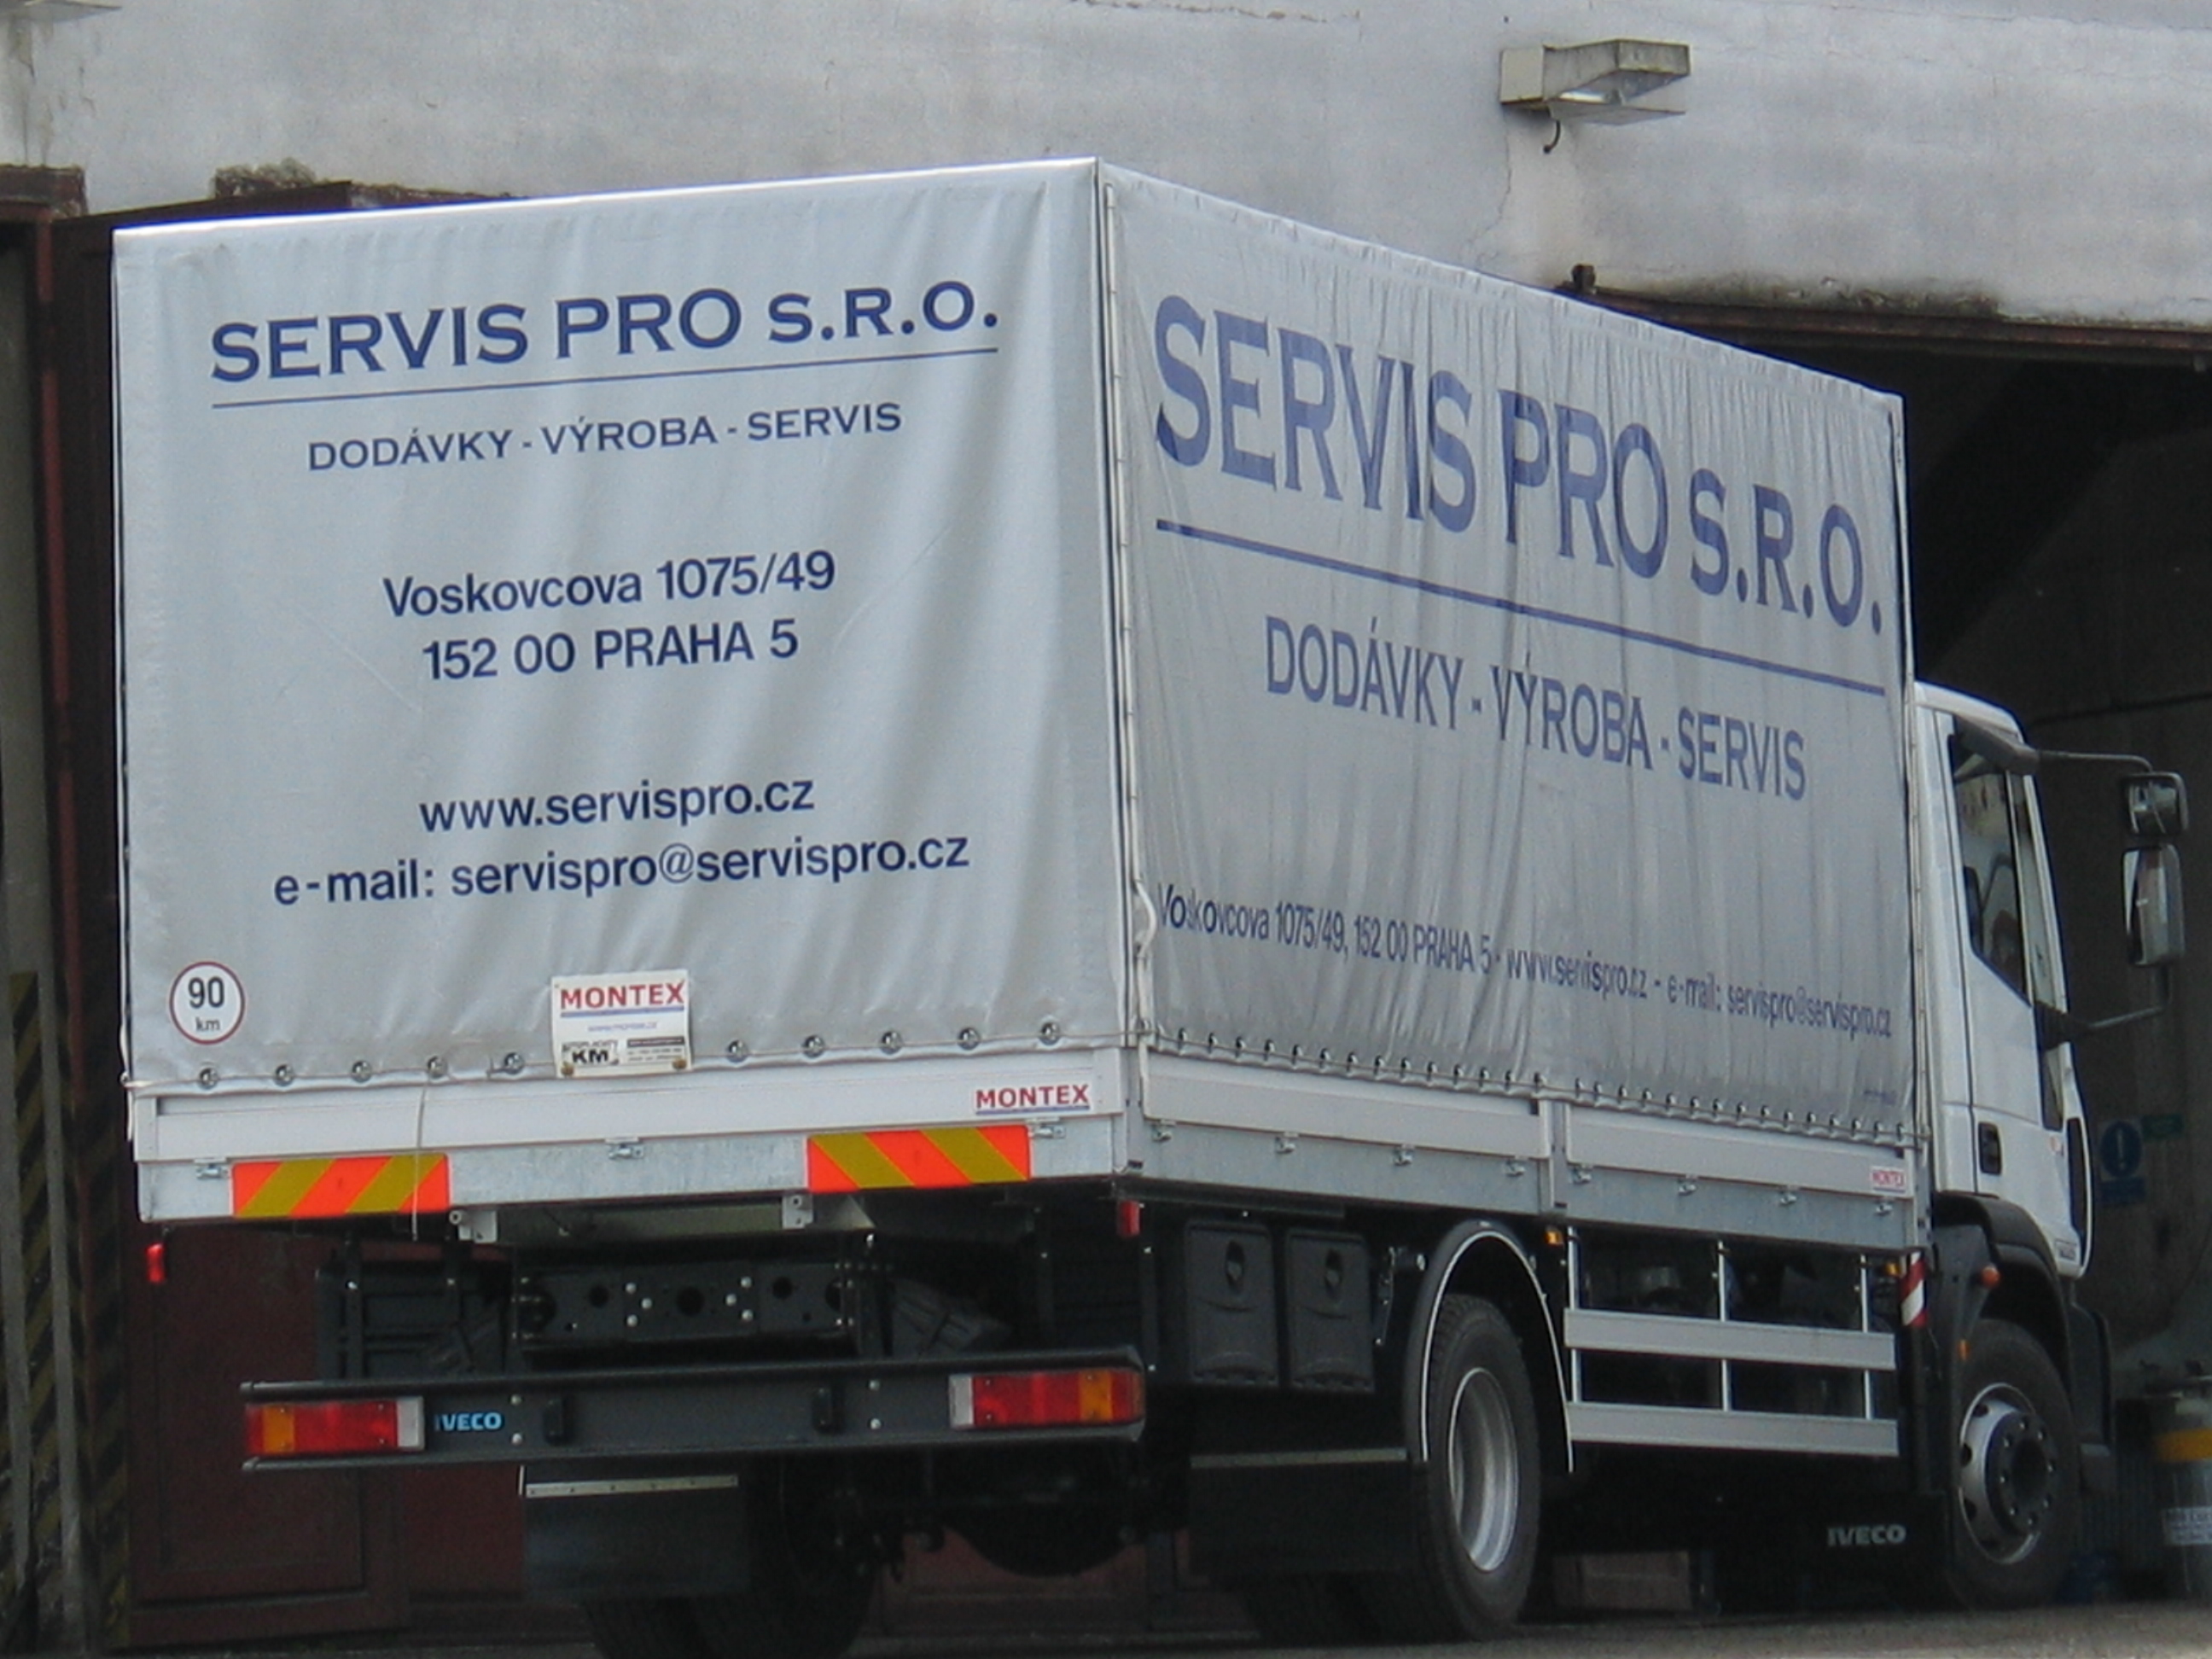 SERVIS PRO S.R.O.
DODÁVKY - VÝROBA - SERVIS
Voskovcova 1075/49
152 00 PRAHA 5
www.servispro.cz
e-mail: servispro@servispro.cz
90
km
MONTEX
KM
MONTEX
IVECO
SERVIS PRO S.R.O.
DODÁVKY - VÝROBA - SERVIS
Voskovcova 1075/49, 152 00 PRAHA 5 - www.servispro.cz - e-mail: servispro@servispro.cz
MONTEX
IVECO